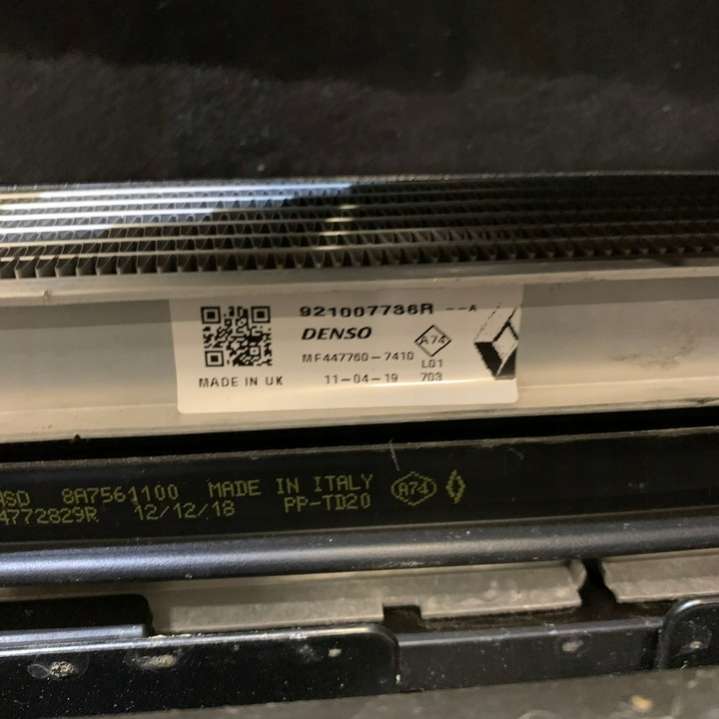 921007736R --A
DENSO A74
MF447760-7410 L01
MADE IN UK 11-04-19 703
NSO 8A7561100 MADE IN ITALY A74
4772829R 12/12/18 PP-TD20